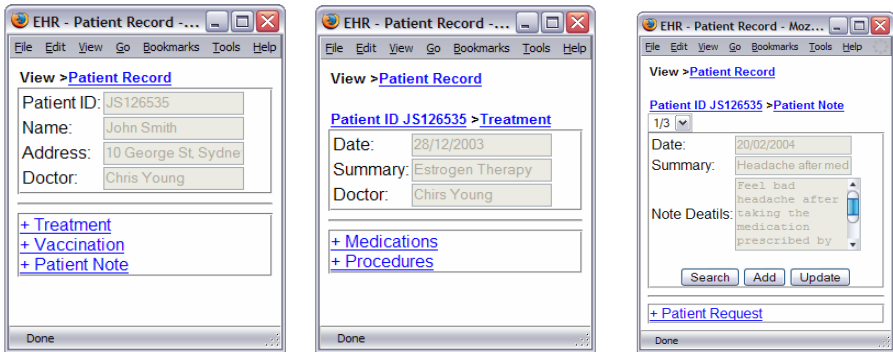 EHR - Patient Record -...
File Edit View Go Bookmarks Tools Help
View >Patient Record
Patient ID: JS126535
Name: John Smith
Address: 10 George St, Sydne
Doctor: Chris Young
+ Treatment
+ Vaccination
+ Patient Note
Done
EHR - Patient Record -...
File Edit View Go Bookmarks Tools Help
View >Patient Record
Patient ID JS126535 >Treatment
Date: 28/12/2003
Summary: Estrogen Therapy
Doctor: Chirs Young
+ Medications
+ Procedures
Done
EHR - Patient Record - Moz...
File Edit View Go Bookmarks Tools Help
View >Patient Record
Patient ID JS126535 >Patient Note
1/3
Date: 20/02/2004
Summary: Headache after med
Note Deatils: Feel bad
headache after
taking the
medication
prescribed by
Search Add Update
+ Patient Request
Done